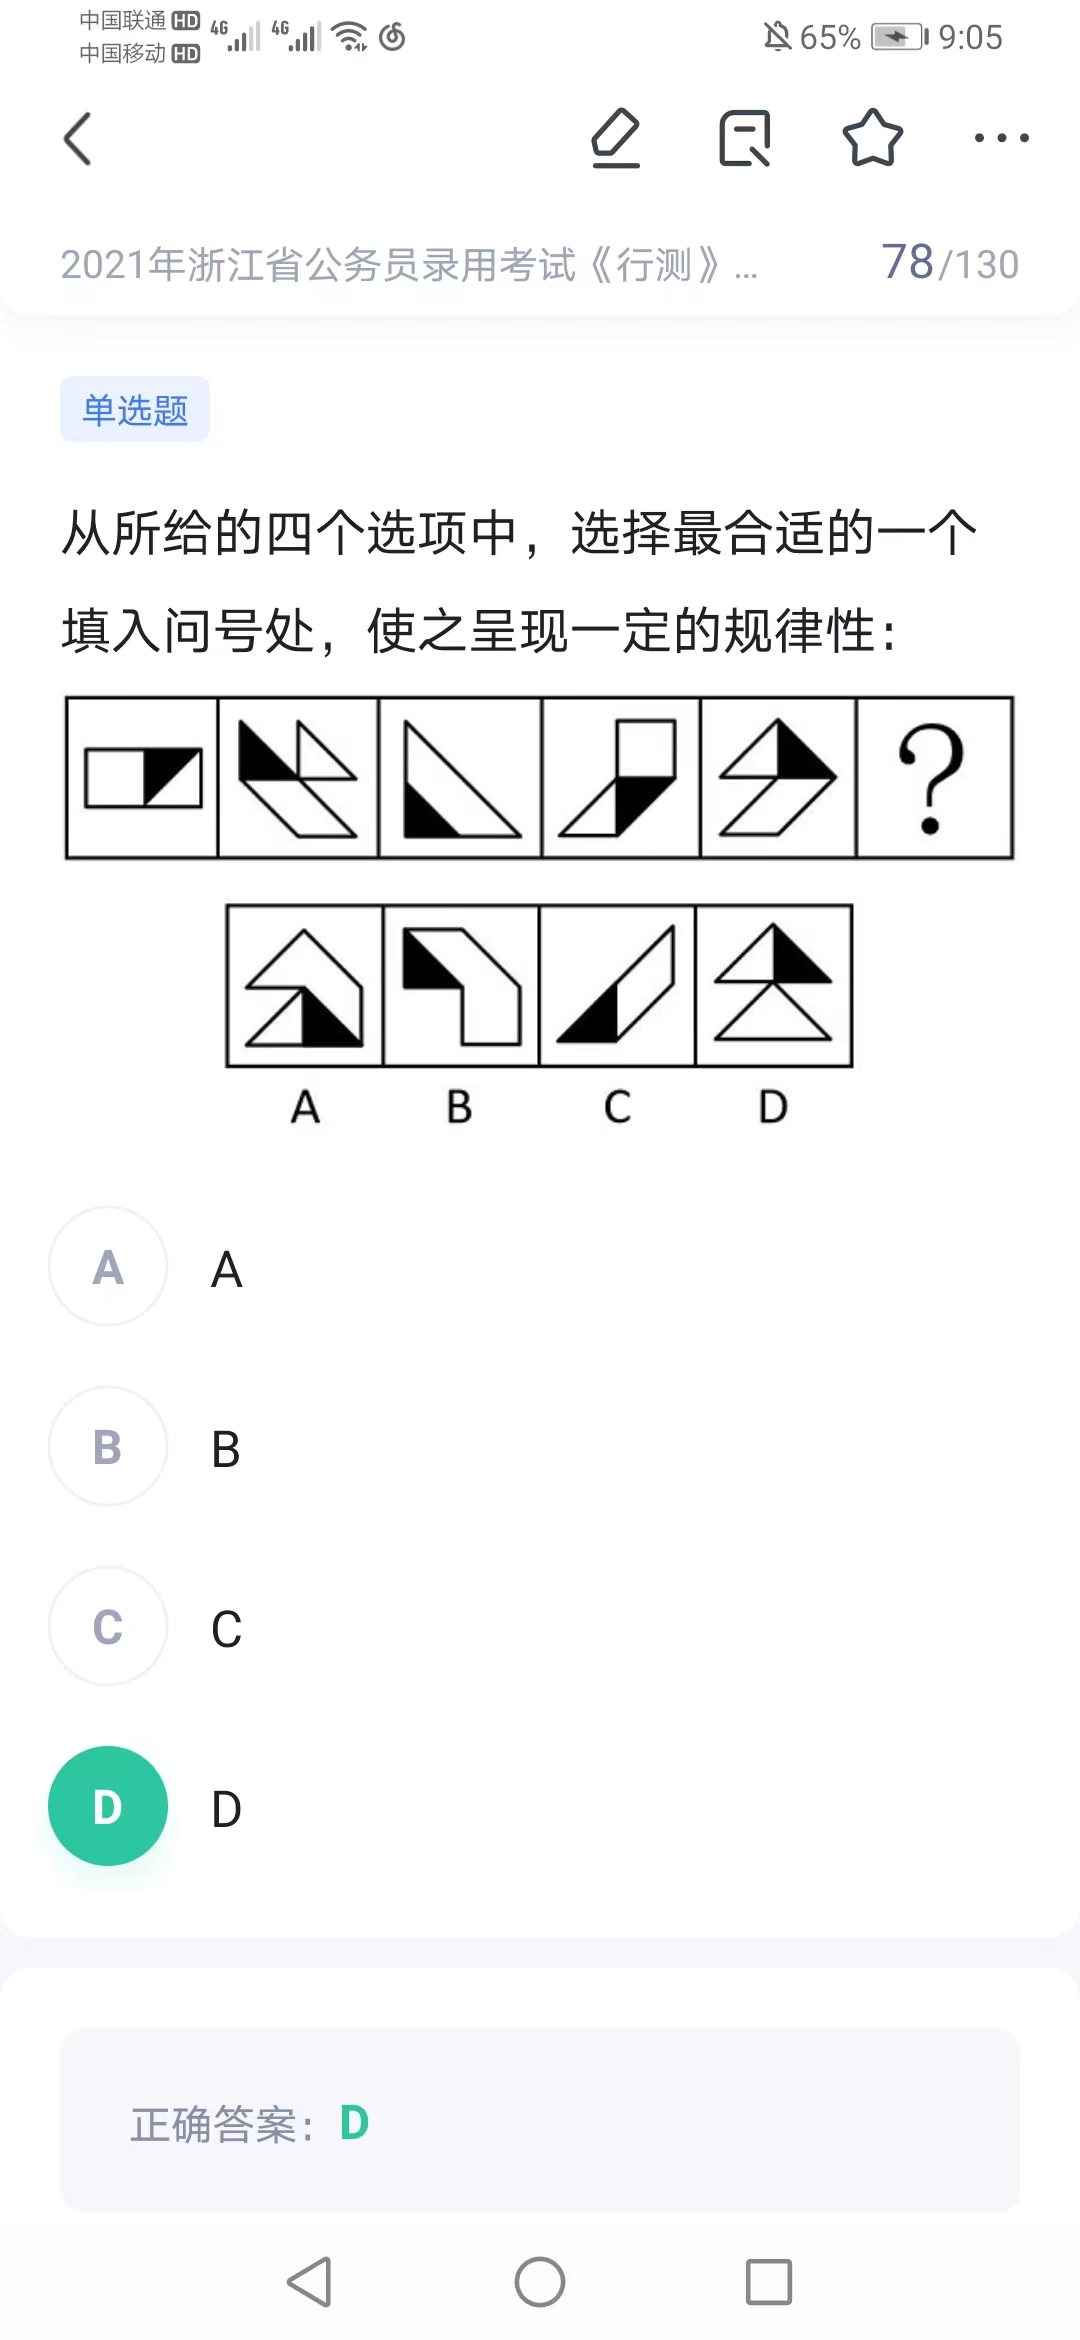 中国联通 HD 4G 4G 65% 9:05
中国移动 HD
2021年浙江省公务员录用考试《行测》... 78/130
单选题
从所给的四个选项中，选择最合适的一个
填入问号处，使之呈现一定的规律性：
?
A B C D
A A
B B
C C
D D
正确答案：D